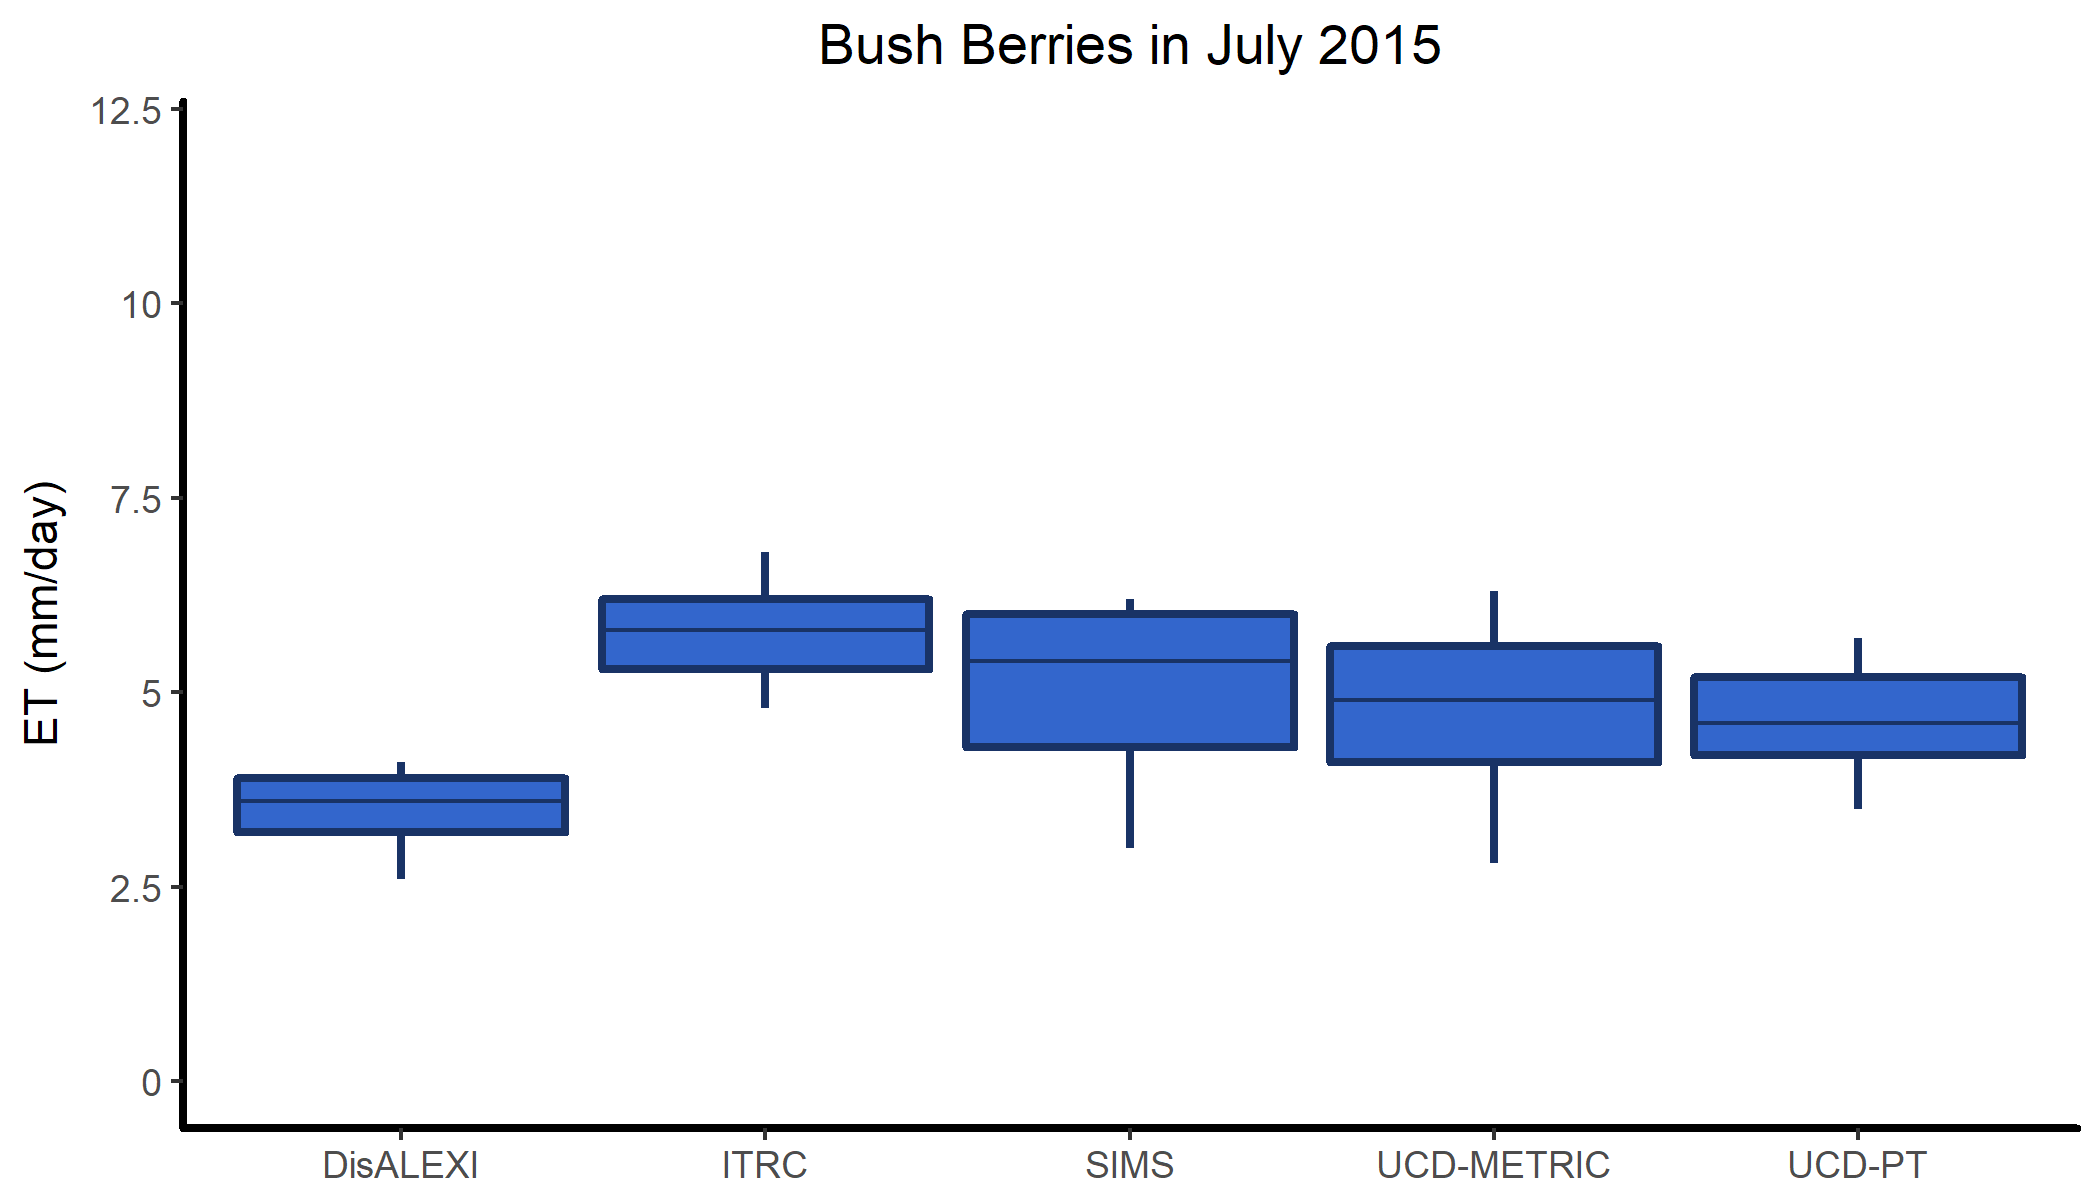 Bush Berries in July 2015
ET (mm/day)
12.5
10
7.5
5
2.5
0
DisALEXI
ITRC
SIMS
UCD-METRIC
UCD-PT